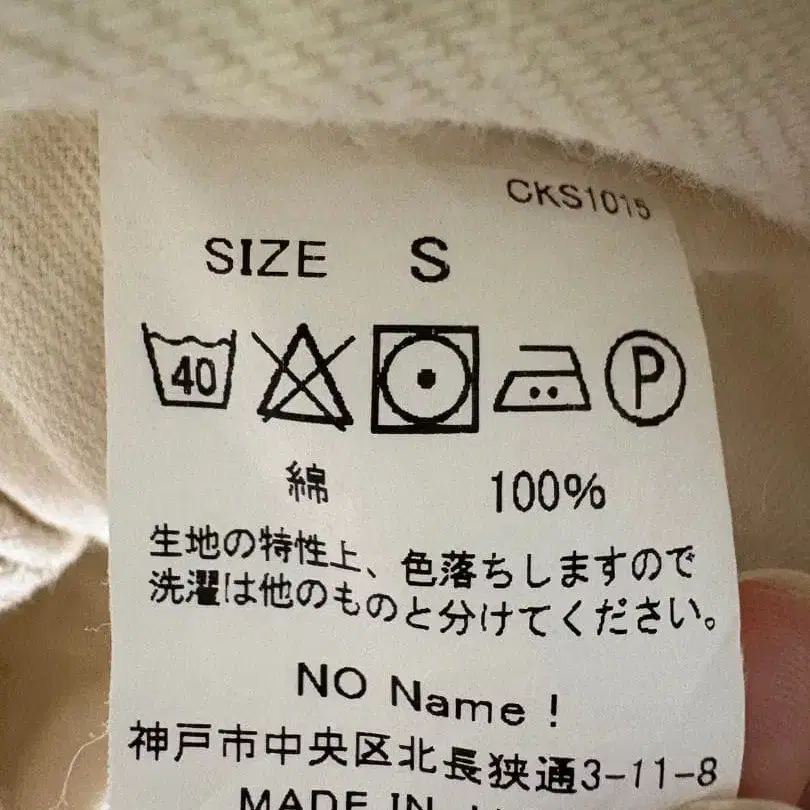 CKS1015
SIZE S
40 P
綿 100%
生地の特性上、色落ちしますので
洗濯は他のものと分けてください。
NO Name !
神戸市中央区北長狭通3-11-8
MADE IN